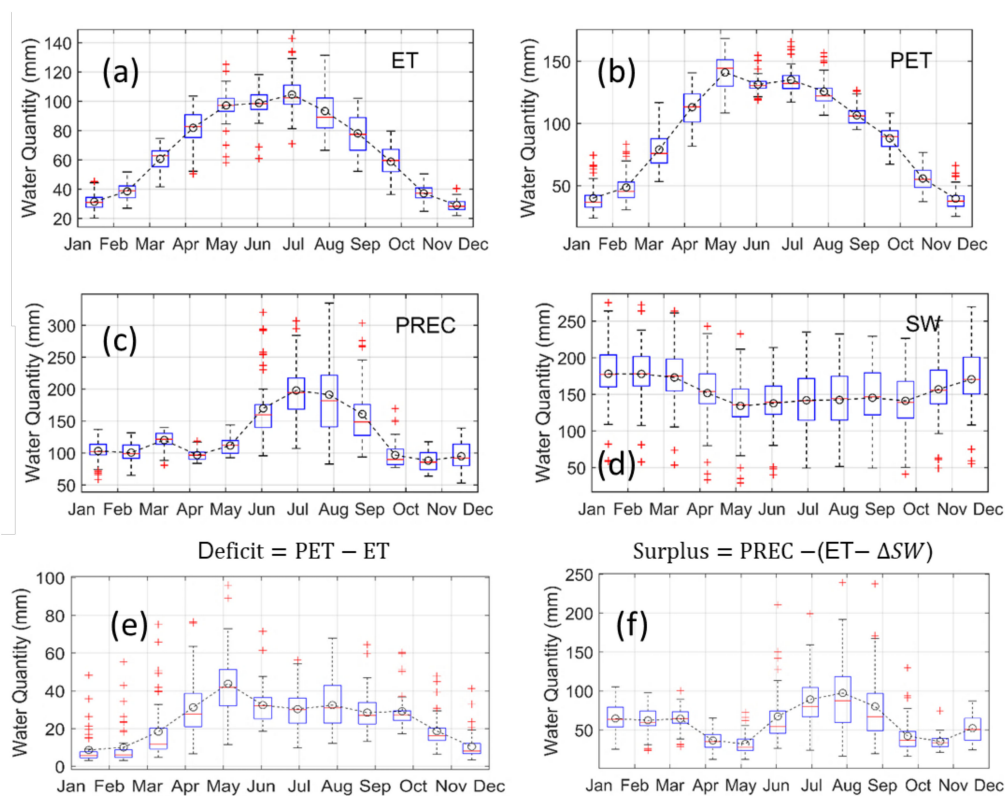 (a) ET
Water Quantity (mm)
140
120
100
80
60
40
20
Jan Feb Mar Apr May Jun Jul Aug Sep Oct Nov Dec
(b) PET
Water Quantity (mm)
150
100
50
Jan Feb Mar Apr May Jun Jul Aug Sep Oct Nov Dec
(c) PREC
Water Quantity (mm)
300
250
200
150
100
50
Jan Feb Mar Apr May Jun Jul Aug Sep Oct Nov Dec
SW
(d)
Water Quantity (mm)
250
200
150
100
50
Jan Feb Mar Apr May Jun Jul Aug Sep Oct Nov Dec
Deficit = PET − ET
(e)
Water Quantity (mm)
100
80
60
40
20
0
Jan Feb Mar Apr May Jun Jul Aug Sep Oct Nov Dec
Surplus = PREC −(ET− ΔSW)
(f)
Water Quantity (mm)
250
200
150
100
50
Jan Feb Mar Apr May Jun Jul Aug Sep Oct Nov Dec